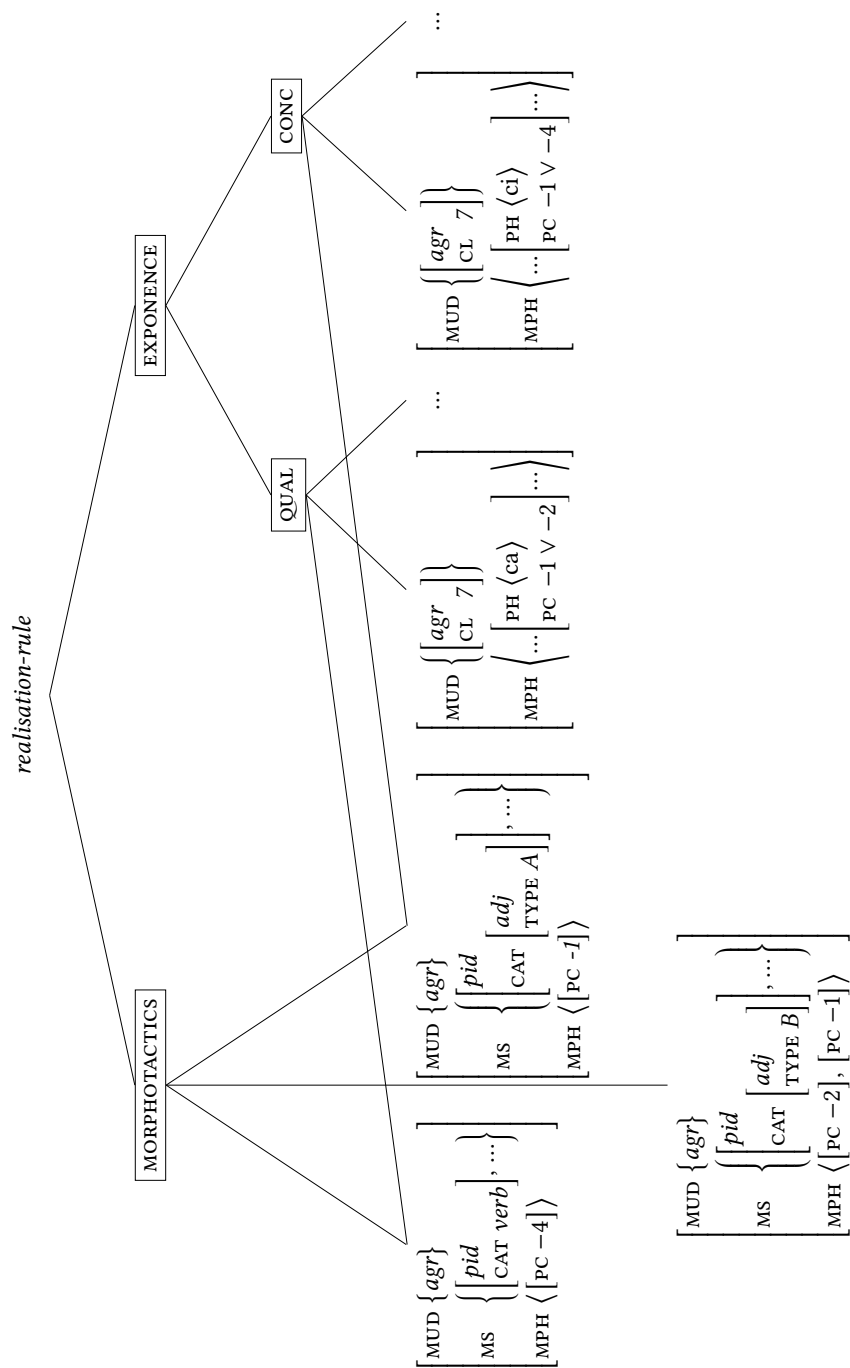 realisation-rule
MORPHOTACTICS
EXPONENCE
QUAL
CONC
MUD {agr}
MS {[pid
CAT verb], …}
MPH ⟨[PC −4]⟩
MUD {agr}
MS {[pid
CAT [adj
TYPE A]], …}
MPH ⟨[PC -1]⟩
MUD {[agr
CL 7]}
MPH ⟨… [PH ⟨ca⟩
PC −1 ∨ −2] …⟩
…
MUD {[agr
CL 7]}
MPH ⟨… [PH ⟨ci⟩
PC −1 ∨ −4] …⟩
…
MUD {agr}
MS {[pid
CAT [adj
TYPE B]], …}
MPH ⟨[PC −2], [PC −1]⟩